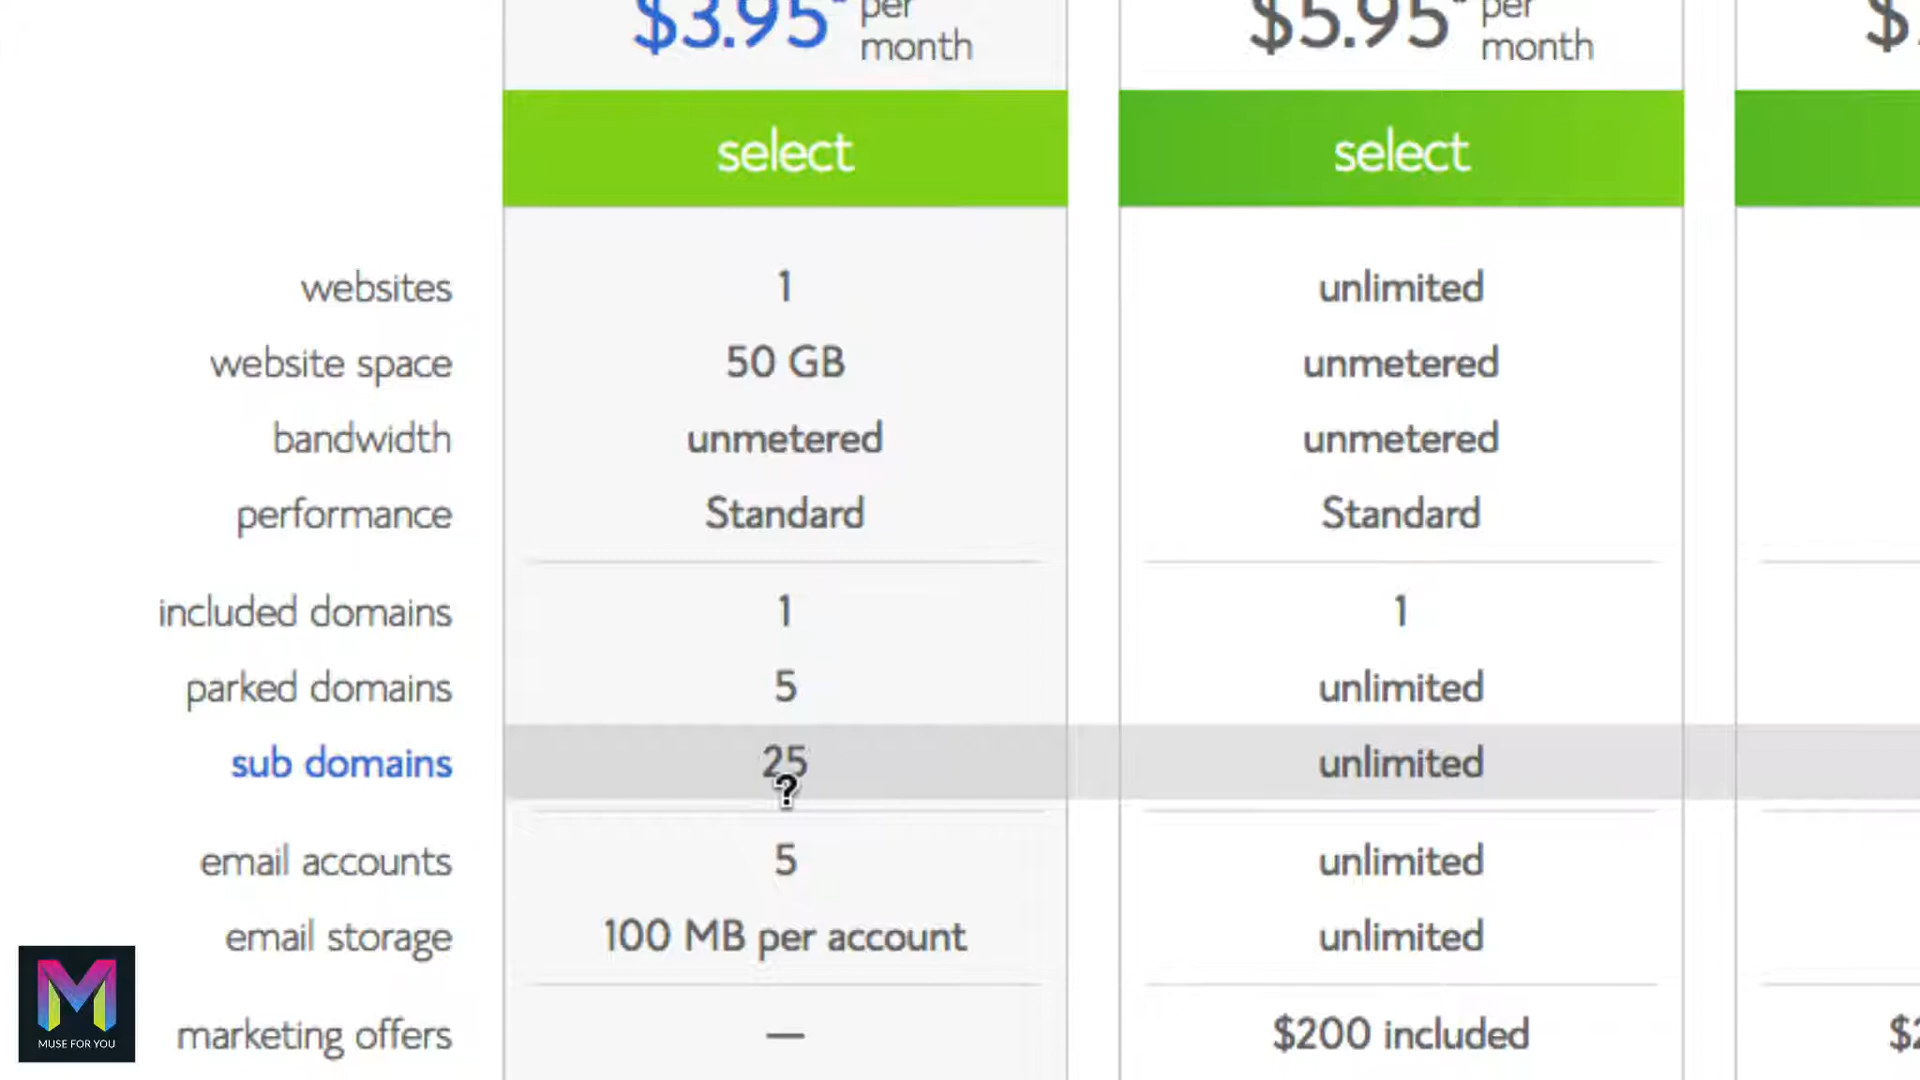 $3.95* per month $5.95* per month $
select select
websites 1 unlimited
website space 50 GB unmetered
bandwidth unmetered unmetered
performance Standard Standard
included domains 1 1
parked domains 5 unlimited
sub domains 25 unlimited
email accounts 5 unlimited
email storage 100 MB per account unlimited
marketing offers — $200 included $2
MUSE FOR YOU